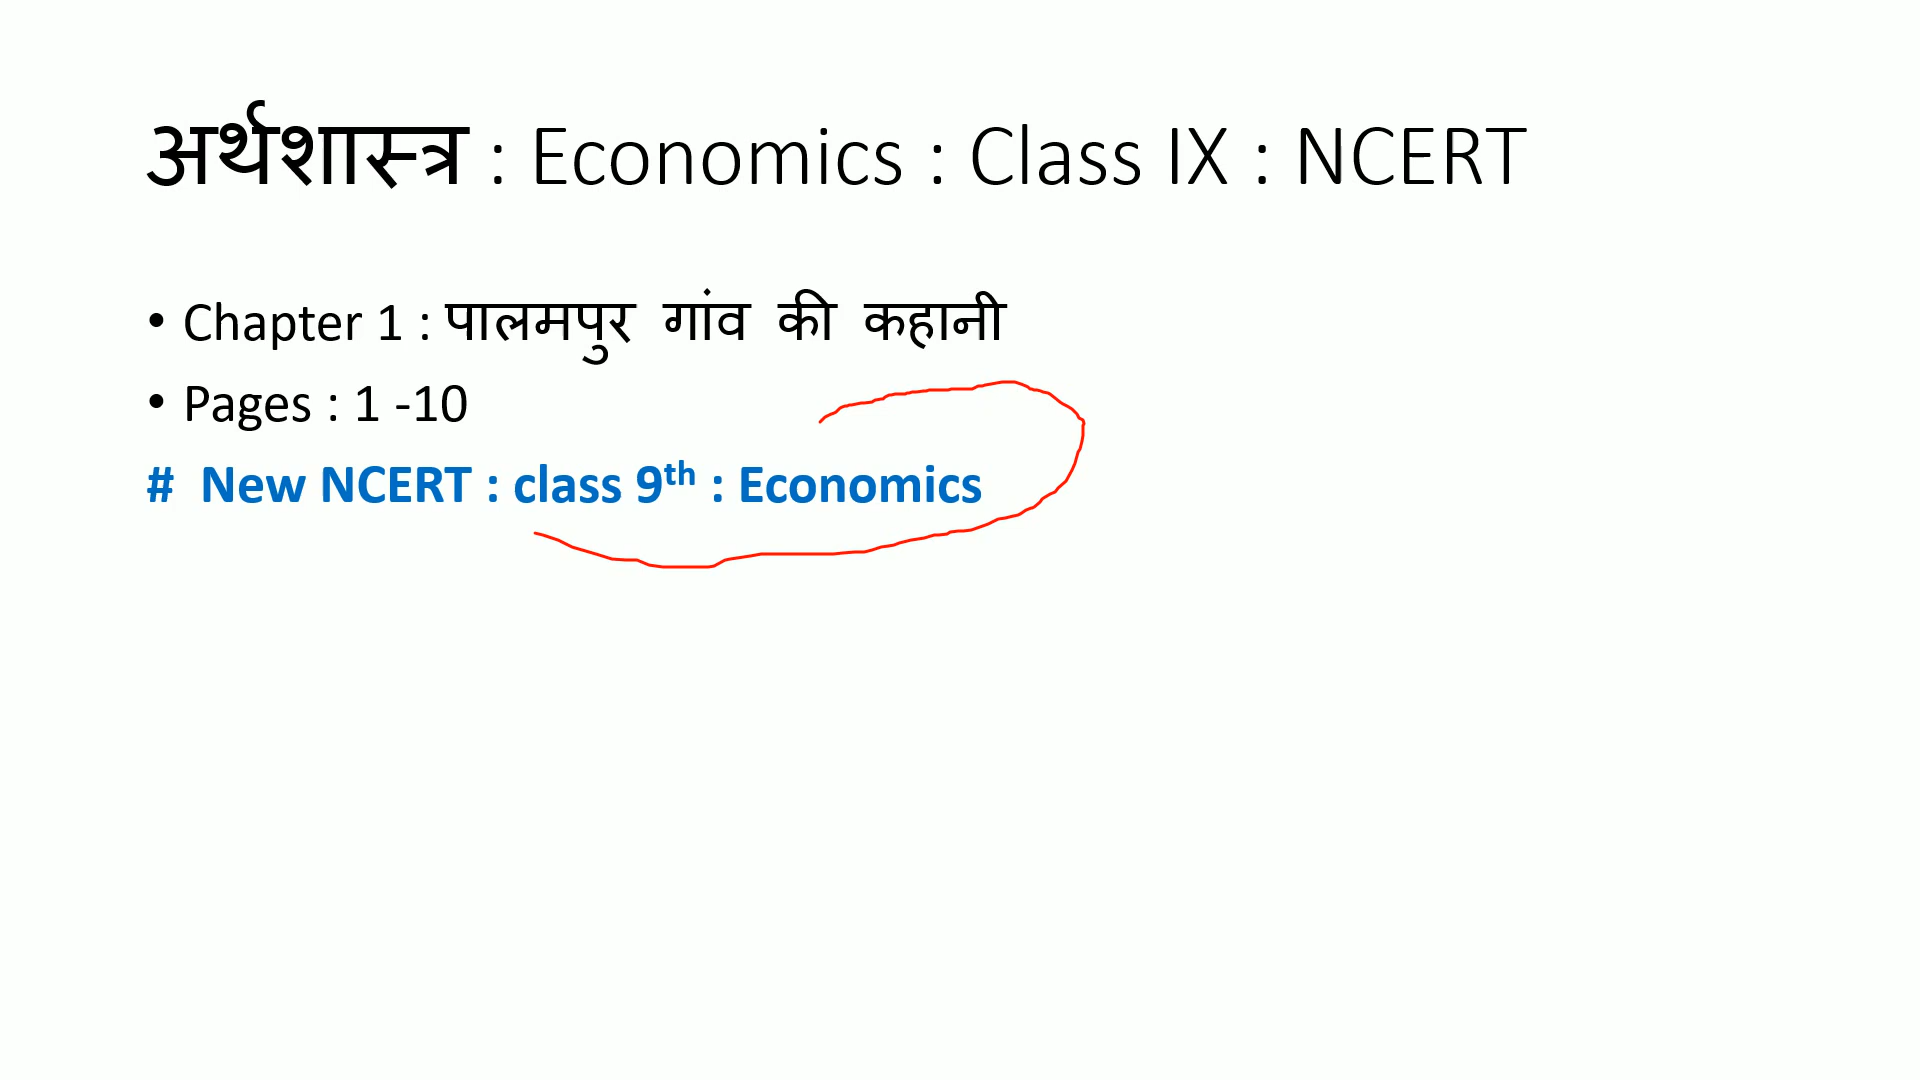 अर्थशास्त्र : Economics : Class IX : NCERT
• Chapter 1 : पालमपुर गांव की कहानी
• Pages : 1 -10
# New NCERT : class 9th : Economics